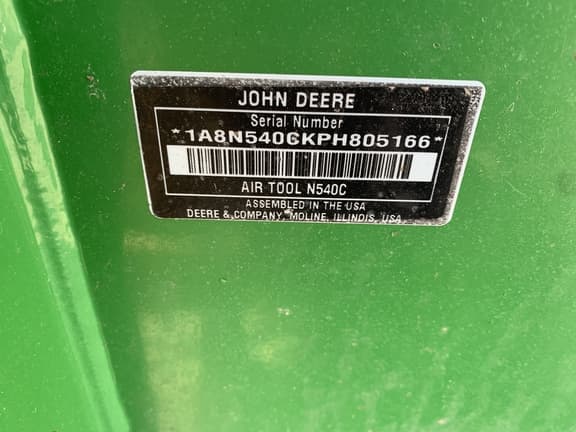 JOHN DEERE
Serial Number
*1A8N540CKPH805166*
AIR TOOL N540C
ASSEMBLED IN THE USA
DEERE & COMPANY, MOLINE, ILLINOIS, USA